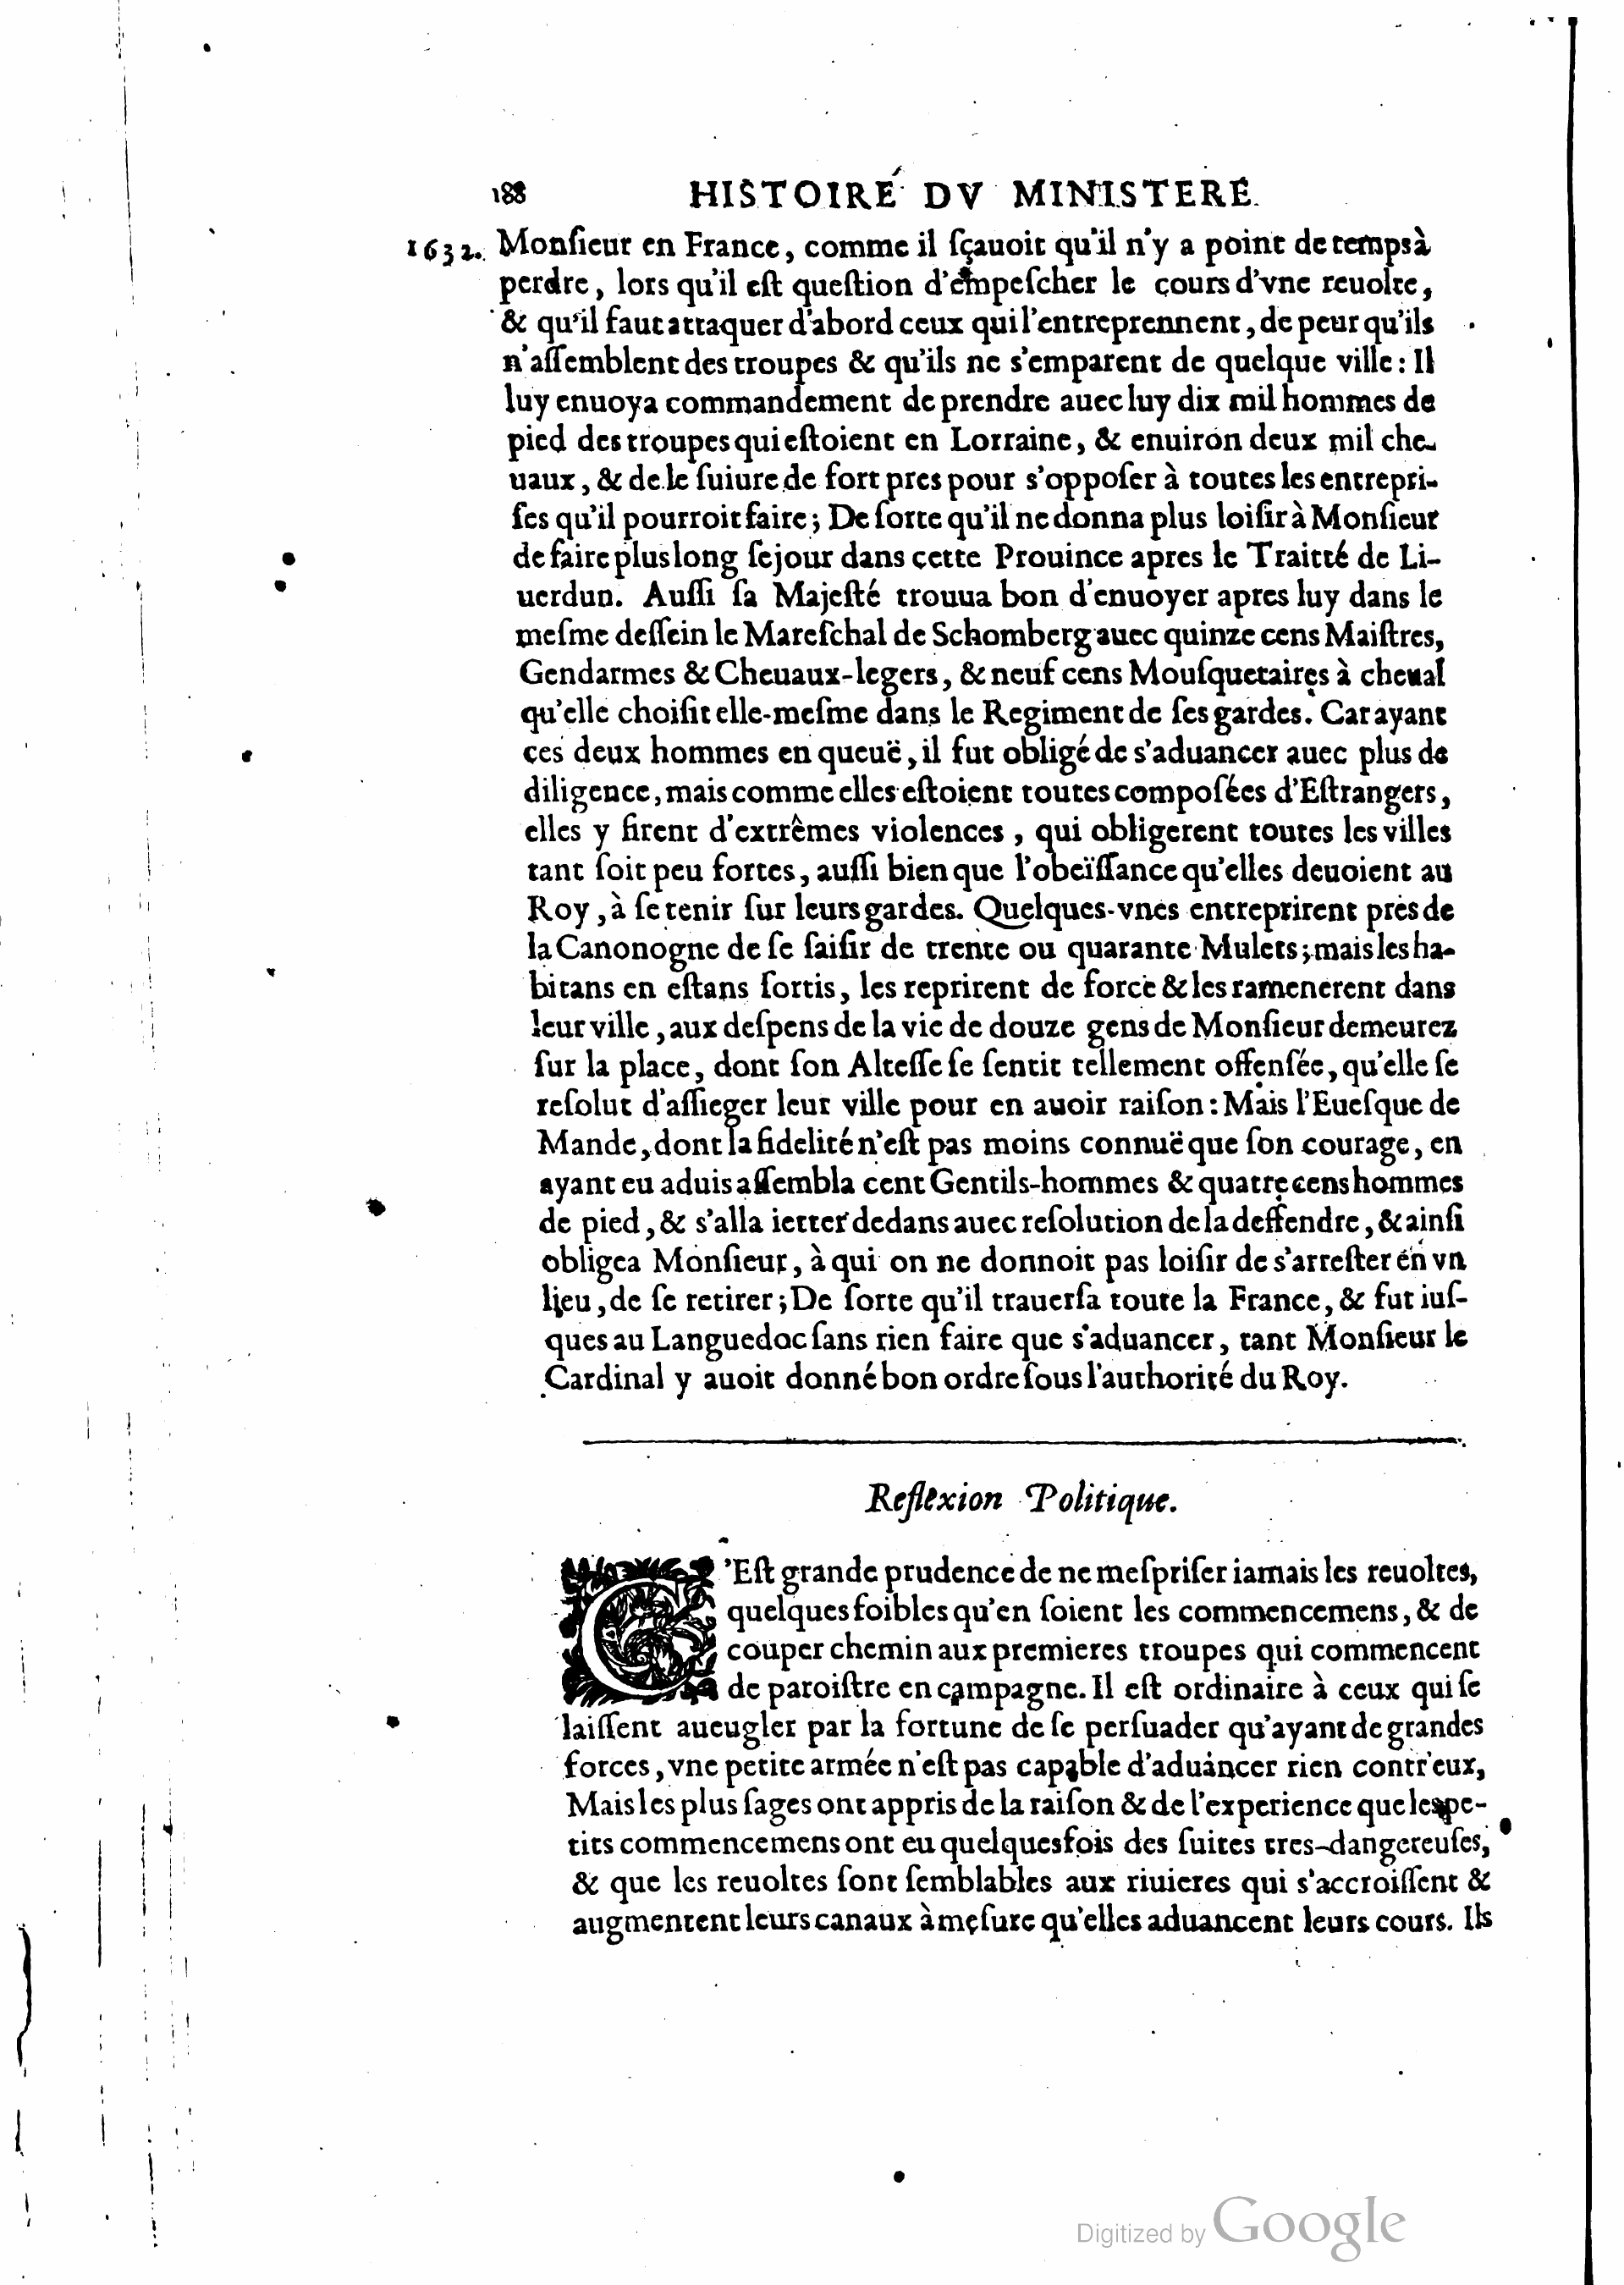 188 HISTOIRE DV MINISTERE.
1632. Monſieur en France, comme il ſçauoit qu'il n'y a point de temps à
perdre, lors qu'il eſt queſtion d'empeſcher le cours d'vne reuolte,
& qu'il faut attaquer d'abord ceux qui l'entreprennent, de peur qu'ils
n'aſſemblent des troupes & qu'ils ne s'emparent de quelque ville: Il
luy enuoya commandement de prendre auec luy dix mil hommes de
pied des troupes qui eſtoient en Lorraine, & enuiron deux mil che-
uaux, & de le ſuiure de fort pres pour s'oppoſer à toutes les entrepri-
ſes qu'il pourroit faire; De ſorte qu'il ne donna plus loiſir à Monſieur
de faire plus long ſejour dans cette Prouince apres le Traitté de Li-
uerdun. Auſſi ſa Majeſté trouua bon d'enuoyer apres luy dans le
meſme deſſein le Mareſchal de Schomberg auec quinze cens Maiſtres,
Gendarmes & Cheuaux-legers, & neuf cens Mouſquetaires à cheual
qu'elle choiſit elle-meſme dans le Regiment de ſes gardes. Car ayant
ces deux hommes en queuë, il fut obligé de s'aduancer auec plus de
diligence, mais comme elles eſtoient toutes compoſées d'Eſtrangers,
elles y firent d'extrêmes violences, qui obligerent toutes les villes
tant ſoit peu fortes, auſſi bien que l'obeïſſance qu'elles deuoient au
Roy, à ſe tenir ſur leurs gardes. Quelques-vnes entreprirent près de
la Canonogne de ſe ſaiſir de trente ou quarante Mulets; mais les ha-
bitans en eſtans ſortis, les reprirent de force & les ramenerent dans
leur ville, aux deſpens de la vie de douze gens de Monſieur demeurez
ſur la place, dont ſon Alteſſe ſe ſentit tellement offenſée, qu'elle ſe
reſolut d'aſſieger leur ville pour en auoir raiſon: Mais l'Eueſque de
Mande, dont la fidelité n'eſt pas moins connuë que ſon courage, en
ayant eu aduis aſſembla cent Gentils-hommes & quatre cens hommes
de pied, & s'alla ietter dedans auec reſolution de la deffendre, & ainſi
obligea Monſieur, à qui on ne donnoit pas loiſir de s'arreſter en vn
lieu, de ſe retirer; De ſorte qu'il trauerſa toute la France, & fut iuſ-
ques au Languedoc ſans rien faire que s'aduancer, tant Monſieur le
Cardinal y auoit donné bon ordre ſous l'authorité du Roy.
Reflexion Politique.
C'Eſt grande prudence de ne meſpriſer iamais les reuoltes,
quelques foibles qu'en ſoient les commencemens, & de
couper chemin aux premieres troupes qui commencent
de paroiſtre en campagne. Il eſt ordinaire à ceux qui ſe
laiſſent aueugler par la fortune de ſe perſuader qu'ayant de grandes
forces, vne petite armée n'eſt pas capable d'aduancer rien contr'eux,
Mais les plus ſages ont appris de la raiſon & de l'experience que les pe-
tits commencemens ont eu quelquesfois des ſuites tres-dangereuſes,
& que les reuoltes ſont ſemblables aux riuieres qui s'accroiſſent &
augmentent leurs canaux à meſure qu'elles aduancent leurs cours. Ils
Digitized by Google